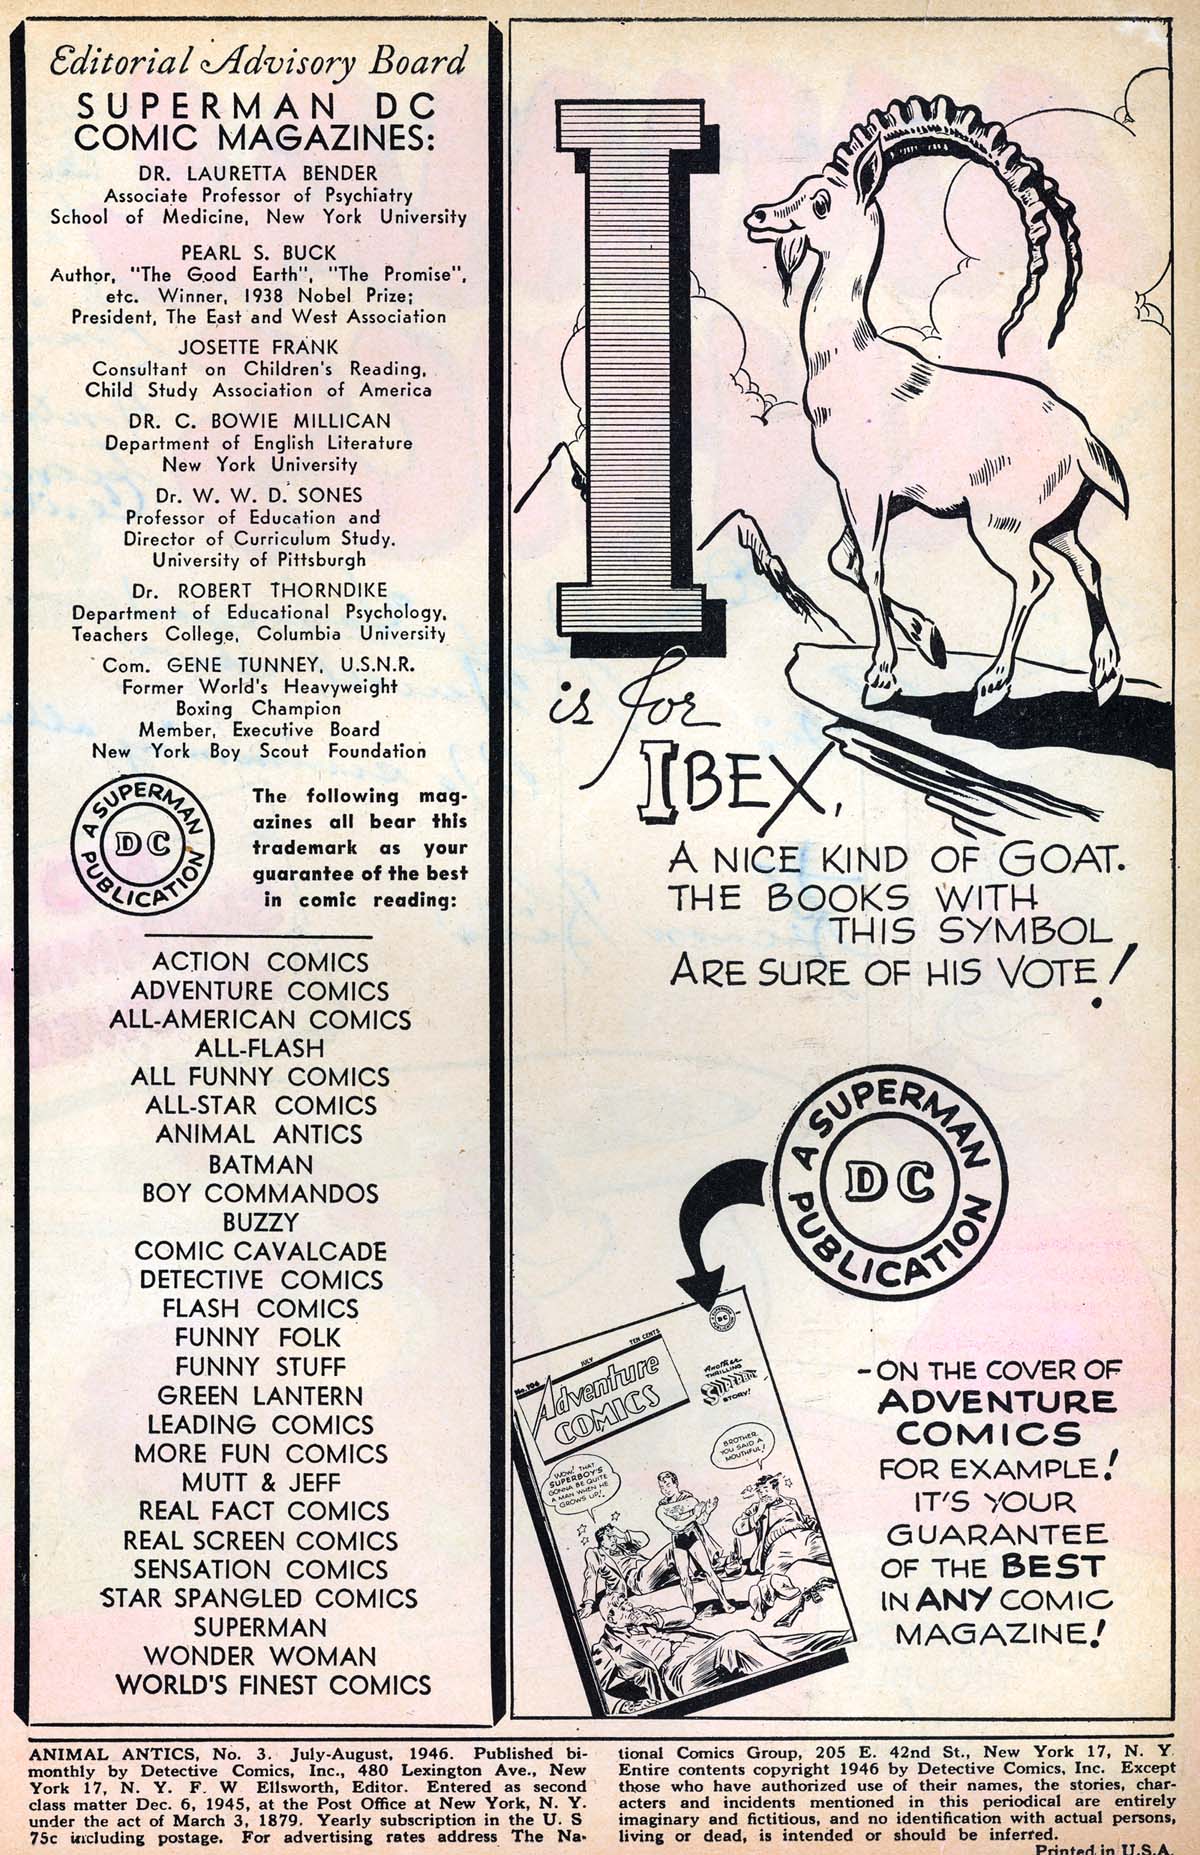 Editorial Advisory Board
SUPERMAN DC
COMIC MAGAZINES:
DR. LAURETTA BENDER
Associate Professor of Psychiatry
School of Medicine, New York University
PEARL S. BUCK
Author, "The Good Earth", "The Promise",
etc. Winner, 1938 Nobel Prize;
President, The East and West Association
JOSETTE FRANK
Consultant on Children's Reading,
Child Study Association of America
DR. C. BOWIE MILLICAN
Department of English Literature
New York University
Dr. W. W. D. SONES
Professor of Education and
Director of Curriculum Study.
University of Pittsburgh
Dr. ROBERT THORNDIKE
Department of Educational Psychology,
Teachers College, Columbia University
Com. GENE TUNNEY, U.S.N.R.
Former World's Heavyweight
Boxing Champion
Member, Executive Board
New York Boy Scout Foundation
A SUPERMAN
DC
PUBLICATION
The following mag-
azines all bear this
trademark as your
guarantee of the best
in comic reading:
ACTION COMICS
ADVENTURE COMICS
ALL-AMERICAN COMICS
ALL-FLASH
ALL FUNNY COMICS
ALL-STAR COMICS
ANIMAL ANTICS
BATMAN
BOY COMMANDOS
BUZZY
COMIC CAVALCADE
DETECTIVE COMICS
FLASH COMICS
FUNNY FOLK
FUNNY STUFF
GREEN LANTERN
LEADING COMICS
MORE FUN COMICS
MUTT & JEFF
REAL FACT COMICS
REAL SCREEN COMICS
SENSATION COMICS
STAR SPANGLED COMICS
SUPERMAN
WONDER WOMAN
WORLD'S FINEST COMICS
I
is for
IBEX,
A NICE KIND OF GOAT.
THE BOOKS WITH
THIS SYMBOL
ARE SURE OF HIS VOTE!
A SUPERMAN
DC
PUBLICATION
No. 104
JULY
TEN CENTS
Adventure
COMICS
DC
ANOTHER
THRILLING
SUPERBOY
STORY!
WOW! THAT
SUPERBOY'S
GONNA BE QUITE
A MAN WHEN HE
GROWS UP!
BROTHER,
YOU SAID A
MOUTHFUL!
-ON THE COVER OF
ADVENTURE
COMICS
FOR EXAMPLE!
IT'S YOUR
GUARANTEE
OF THE BEST
IN ANY COMIC
MAGAZINE!
ANIMAL ANTICS, No. 3. July-August, 1946. Published bi-
monthly by Detective Comics, Inc., 480 Lexington Ave., New
York 17, N. Y. F. W Ellsworth, Editor. Entered as second
class matter Dec. 6, 1945, at the Post Office at New York, N. Y.
under the act of March 3, 1879. Yearly subscription in the U. S
75c including postage. For advertising rates address The Na-
tional Comics Group, 205 E. 42nd St., New York 17, N. Y.
Entire contents copyright 1946 by Detective Comics, Inc. Except
those who have authorized use of their names, the stories, char-
acters and incidents mentioned in this periodical are entirely
imaginary and fictitious, and no identification with actual persons,
living or dead, is intended or should be inferred.
Printed in U.S.A.